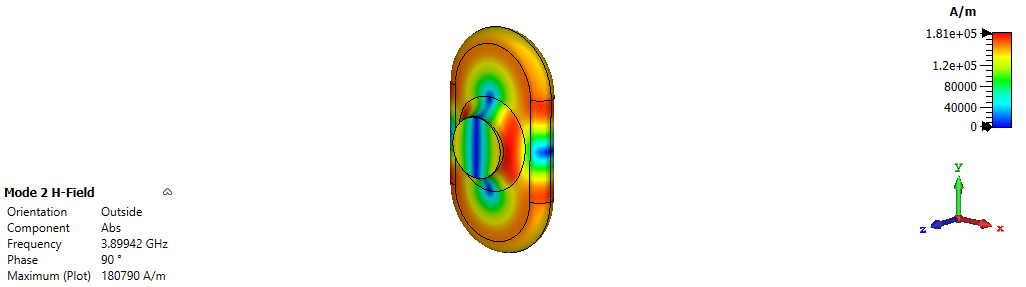 A/m
1.81e+05
1.2e+05
80000
40000
0
Mode 2 H-Field
Orientation Outside
Component Abs
Frequency 3.89942 GHz
Phase 90 °
Maximum (Plot) 180790 A/m
y
z
x